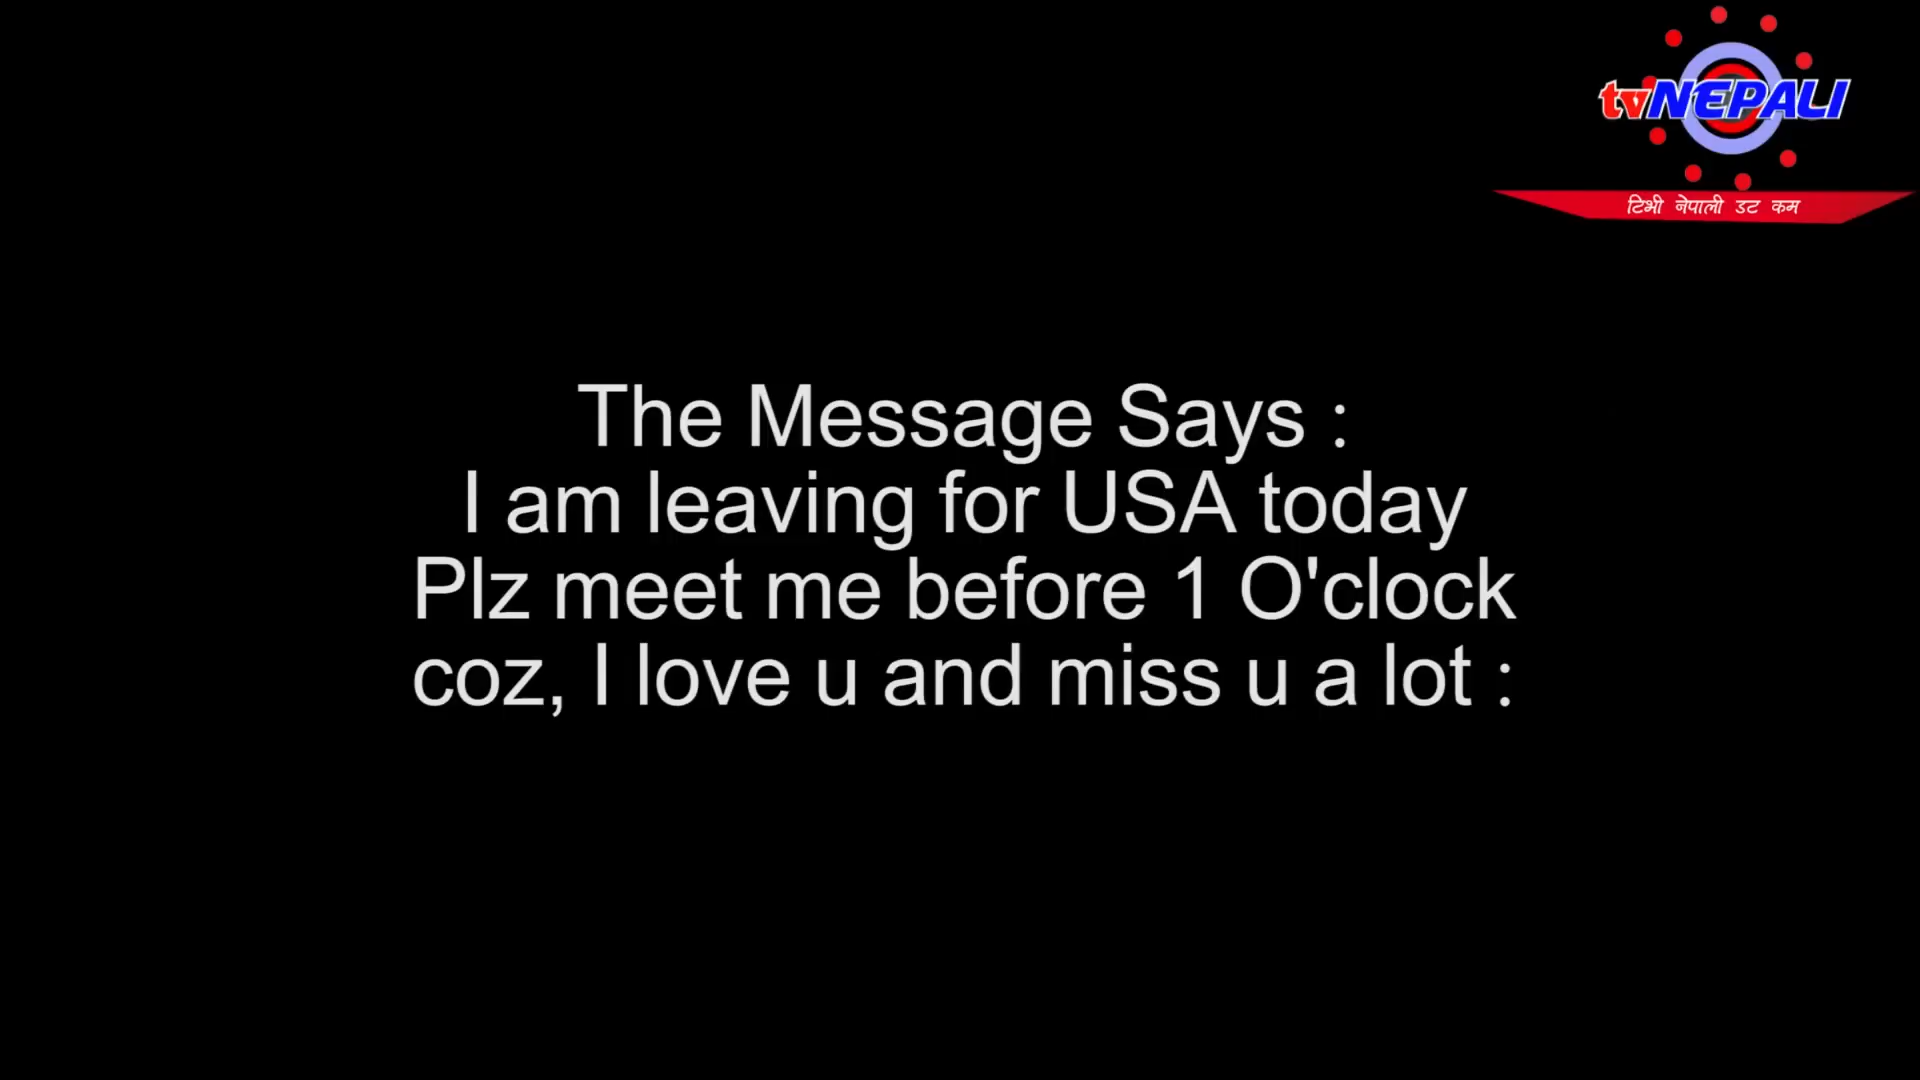 tvNEPALI
टिभी नेपाली डट कम
The Message Says :
I am leaving for USA today
Plz meet me before 1 O'clock
coz, I love u and miss u a lot :